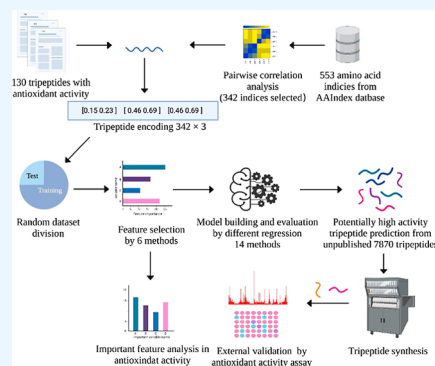 130 tripeptides with
antioxidant activity
Pairwise correlation
analysis
(342 indices selected)
553 amino acid
indicies from
AAIndex datbase
[0.15 0.23] [0.46 0.69] [0.46 0.69]
Tripeptide encoding 342 × 3
Test
Training
Random dataset
division
Feature selection
by 6 methods
Model building and evaluation
by different regression
14 methods
Potentially high activity
tripeptide prediction from
unpublished 7870 tripeptides
Important feature analysis in
antioxindat activity
External validation by
antioxidant activity assay
Tripeptide synthesis